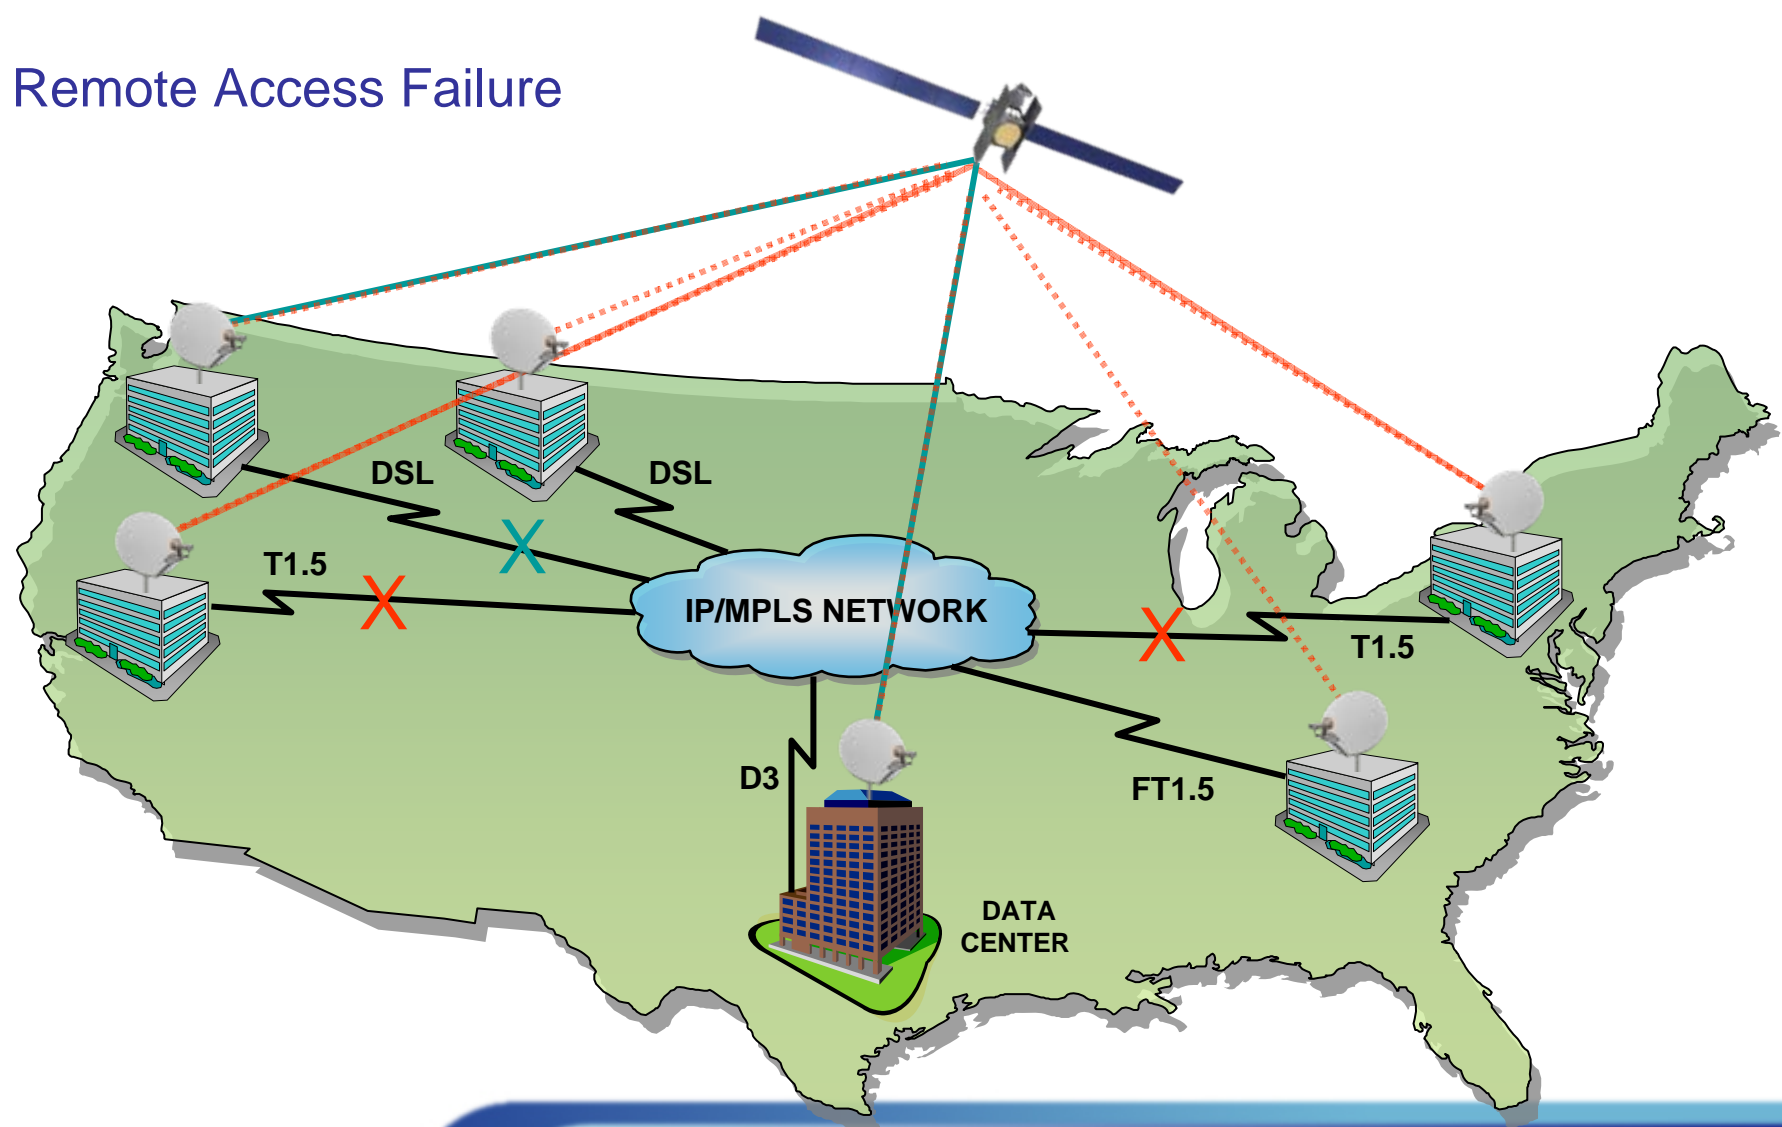 Remote Access Failure
DSL
DSL
X
T1.5
X
IP/MPLS NETWORK
X
T1.5
D3
FT1.5
DATA
CENTER